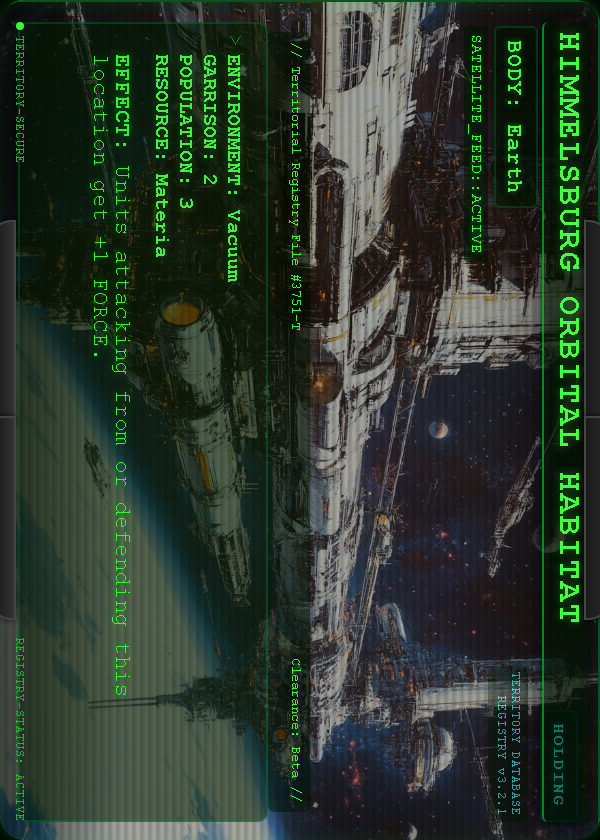 HIMMELSBURG ORBITAL HABITAT
HOLDING
BODY: Earth
TERRITORY DATABASE
REGISTRY v3.2.1
SATELLITE_FEED::ACTIVE
// Territorial Registry File #3751-T
Clearance: Beta //
> ENVIRONMENT: Vacuum
GARRISON: 2
POPULATION: 3
RESOURCE: Materia
EFFECT: Units attacking from or defending this
location get +1 FORCE.
● TERRITORY-SECURE
REGISTRY-STATUS: ACTIVE